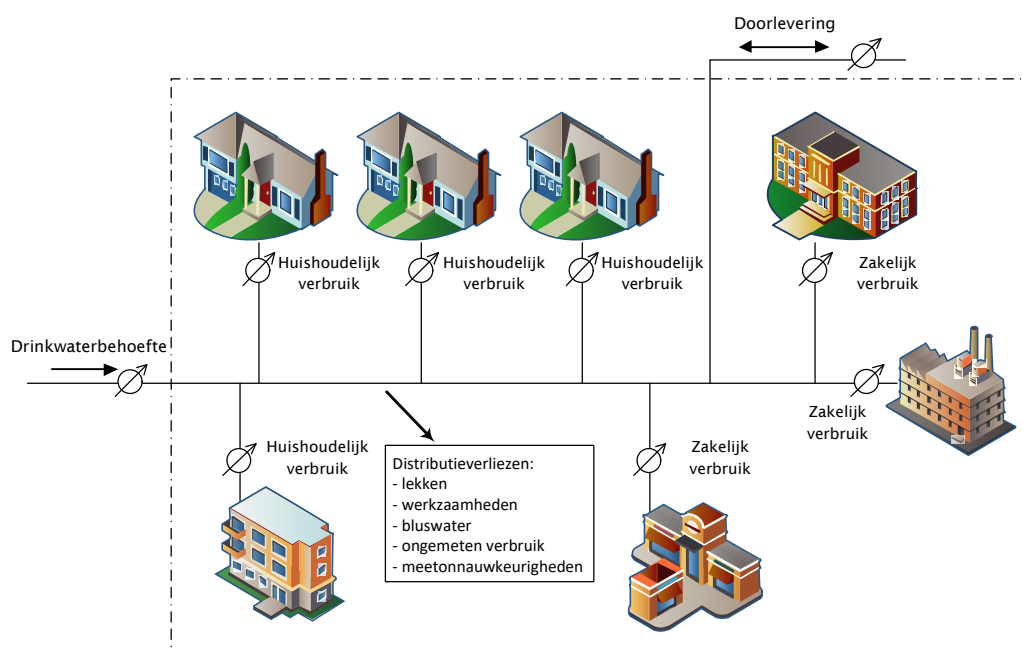 Doorlevering
Huishoudelijk
verbruik
Huishoudelijk
verbruik
Huishoudelijk
verbruik
Zakelijk
verbruik
Drinkwaterbehoefte
Zakelijk
verbruik
Huishoudelijk
verbruik
Distributieverliezen:
- lekken
- werkzaamheden
- bluswater
- ongemeten verbruik
- meetonnauwkeurigheden
Zakelijk
verbruik